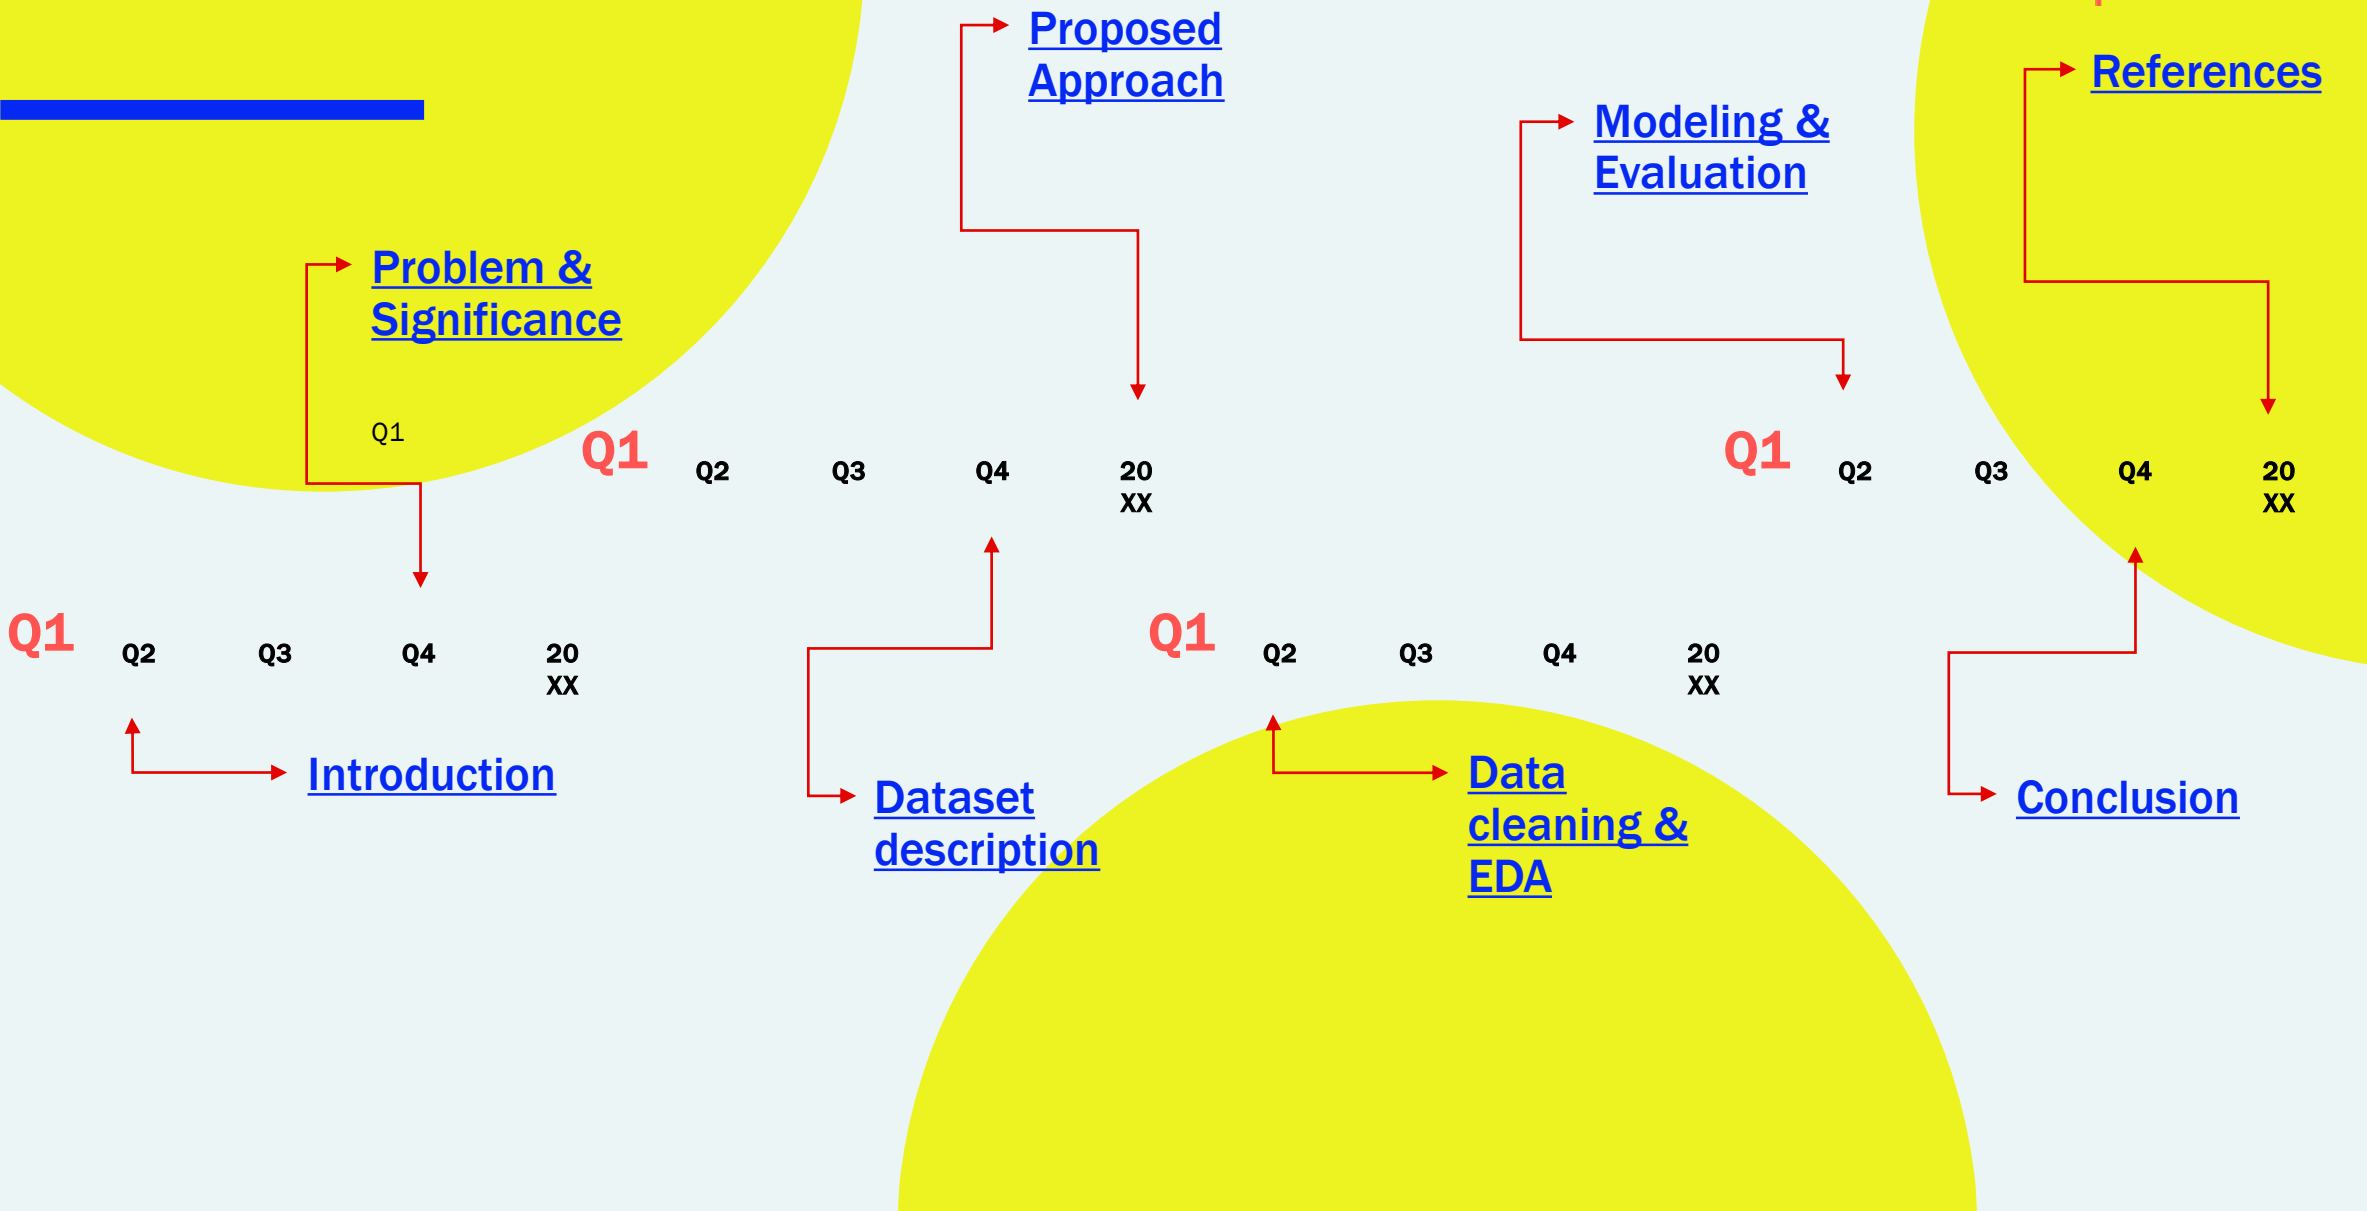 Proposed
Approach
References
Modeling &
Evaluation
Problem &
Significance
Q1
Q1
Q2
Q3
Q4
20
XX
Q1
Q2
Q3
Q4
20
XX
Q1
Q2
Q3
Q4
20
XX
Q1
Q2
Q3
Q4
20
XX
Introduction
Dataset
description
Data
cleaning &
EDA
Conclusion